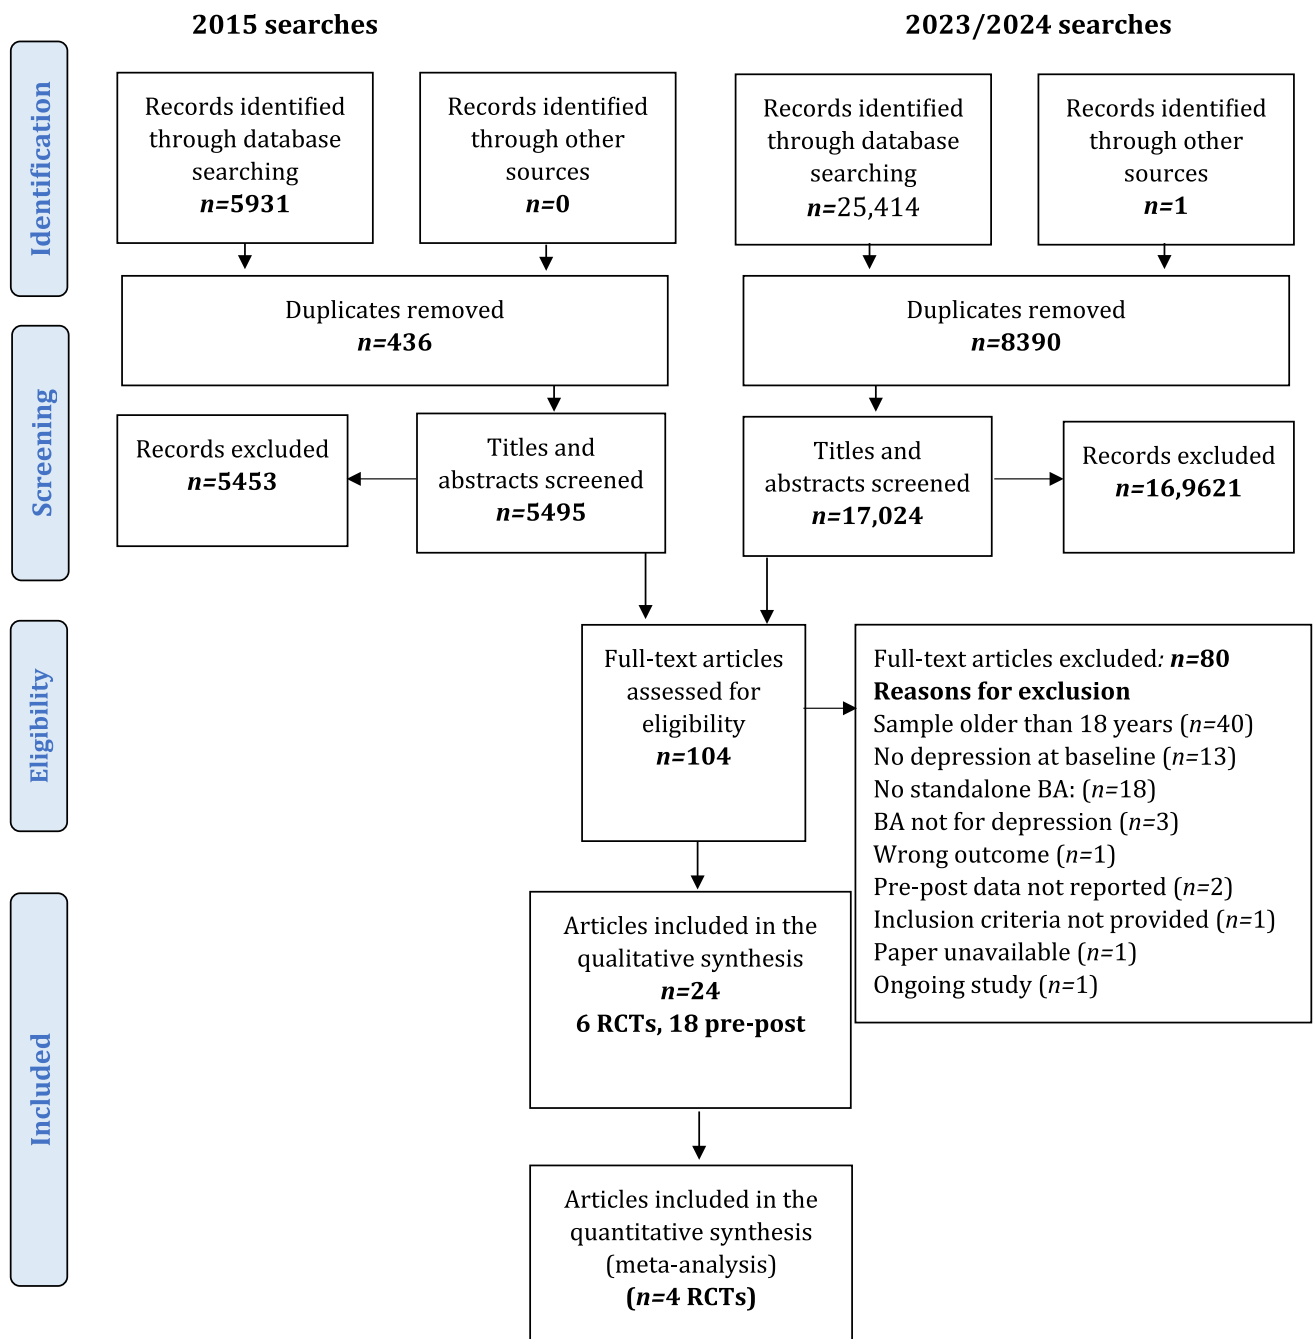 2015 searches
2023/2024 searches
Identification
Records identified
through database
searching
n=5931
Records identified
through other
sources
n=0
Records identified
through database
searching
n=25,414
Records identified
through other
sources
n=1
Duplicates removed
n=436
Duplicates removed
n=8390
Screening
Records excluded
n=5453
Titles and
abstracts screened
n=5495
Titles and
abstracts screened
n=17,024
Records excluded
n=16,9621
Eligibility
Full-text articles
assessed for
eligibility
n=104
Full-text articles excluded: n=80
Reasons for exclusion
Sample older than 18 years (n=40)
No depression at baseline (n=13)
No standalone BA: (n=18)
BA not for depression (n=3)
Wrong outcome (n=1)
Pre-post data not reported (n=2)
Inclusion criteria not provided (n=1)
Paper unavailable (n=1)
Ongoing study (n=1)
Included
Articles included in the
qualitative synthesis
n=24
6 RCTs, 18 pre-post
Articles included in the
quantitative synthesis
(meta-analysis)
(n=4 RCTs)